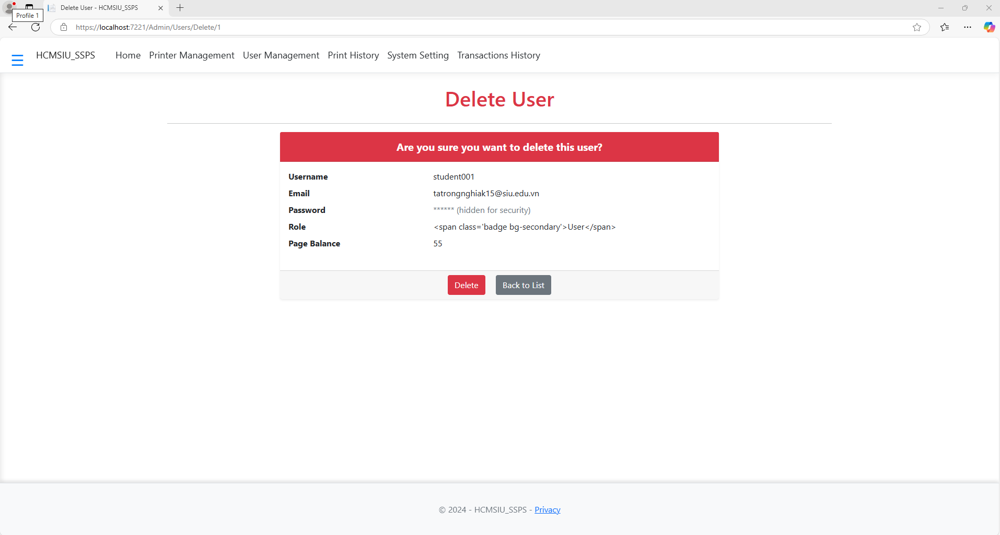 Delete User - HCMSIU_SSPS
Profile 1
https://localhost:7221/Admin/Users/Delete/1
HCMSIU_SSPS Home Printer Management User Management Print History System Setting Transactions History
Delete User
Are you sure you want to delete this user?
Username student001
Email tatrongnghiak15@siu.edu.vn
Password ****** (hidden for security)
Role <span class='badge bg-secondary'>User</span>
Page Balance 55
Delete Back to List
© 2024 - HCMSIU_SSPS - Privacy